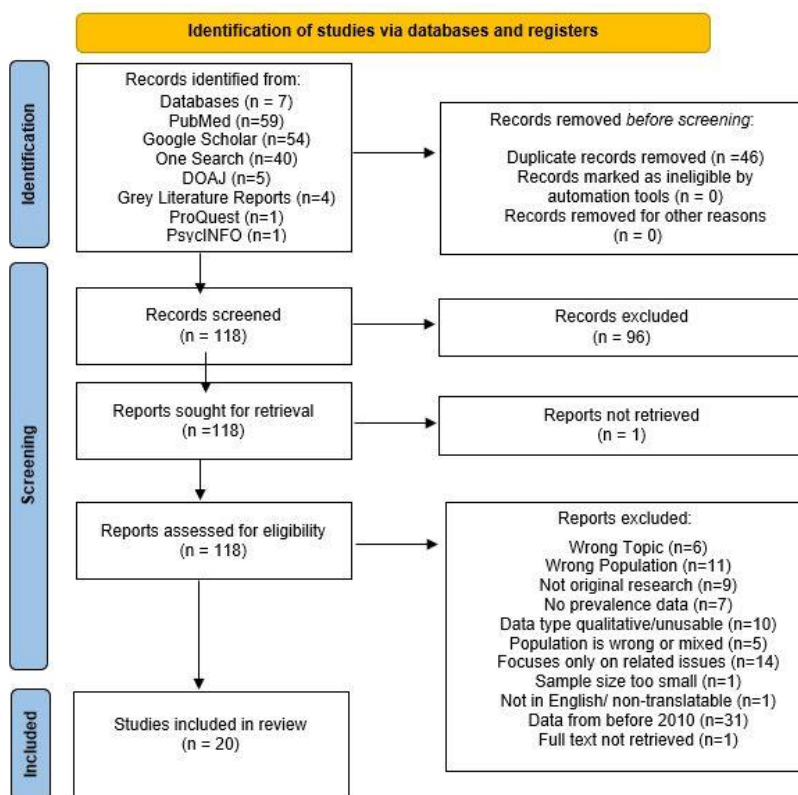 Identification of studies via databases and registers
Identification
Records identified from:
Databases (n = 7)
PubMed (n=59)
Google Scholar (n=54)
One Search (n=40)
DOAJ (n=5)
Grey Literature Reports (n=4)
ProQuest (n=1)
PsycINFO (n=1)
Records removed before screening:
Duplicate records removed (n =46)
Records marked as ineligible by
automation tools (n = 0)
Records removed for other reasons
(n = 0)
Screening
Records screened
(n = 118)
Records excluded
(n = 96)
Reports sought for retrieval
(n =118)
Reports not retrieved
(n = 1)
Reports assessed for eligibility
(n = 118)
Reports excluded:
Wrong Topic (n=6)
Wrong Population (n=11)
Not original research (n=9)
No prevalence data (n=7)
Data type qualitative/unusable (n=10)
Population is wrong or mixed (n=5)
Focuses only on related issues (n=14)
Sample size too small (n=1)
Not in English/ non-translatable (n=1)
Data from before 2010 (n=31)
Full text not retrieved (n=1)
Included
Studies included in review
(n = 20)